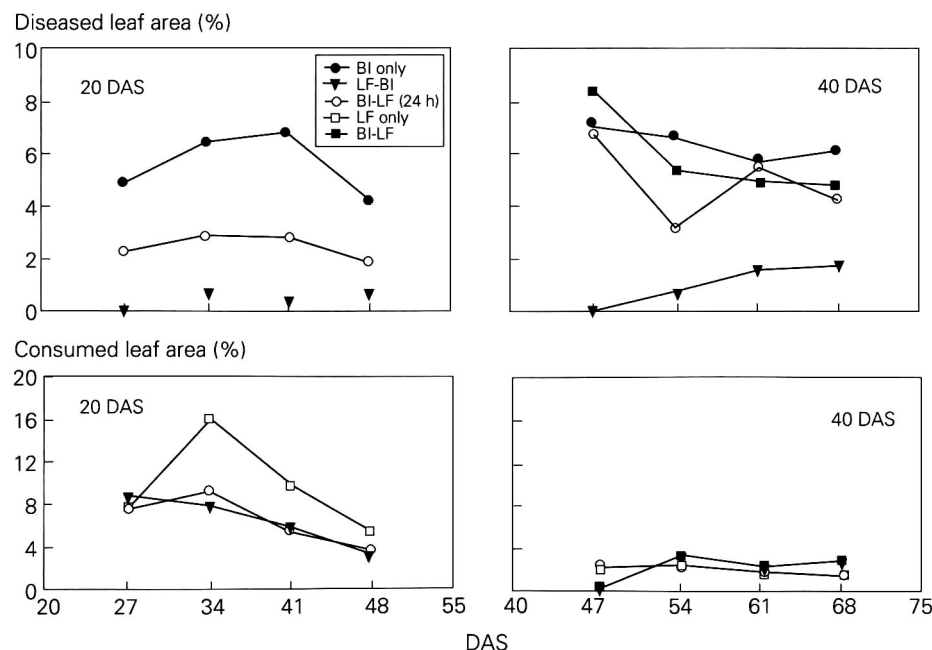 Diseased leaf area (%)
10
8
6
4
2
0
20 DAS
BI only
LF-BI
BI-LF (24 h)
LF only
BI-LF
40 DAS
Consumed leaf area (%)
20
16
12
8
4
0
20 DAS
40 DAS
20 27 34 41 48 55 40 47 54 61 68 75
DAS